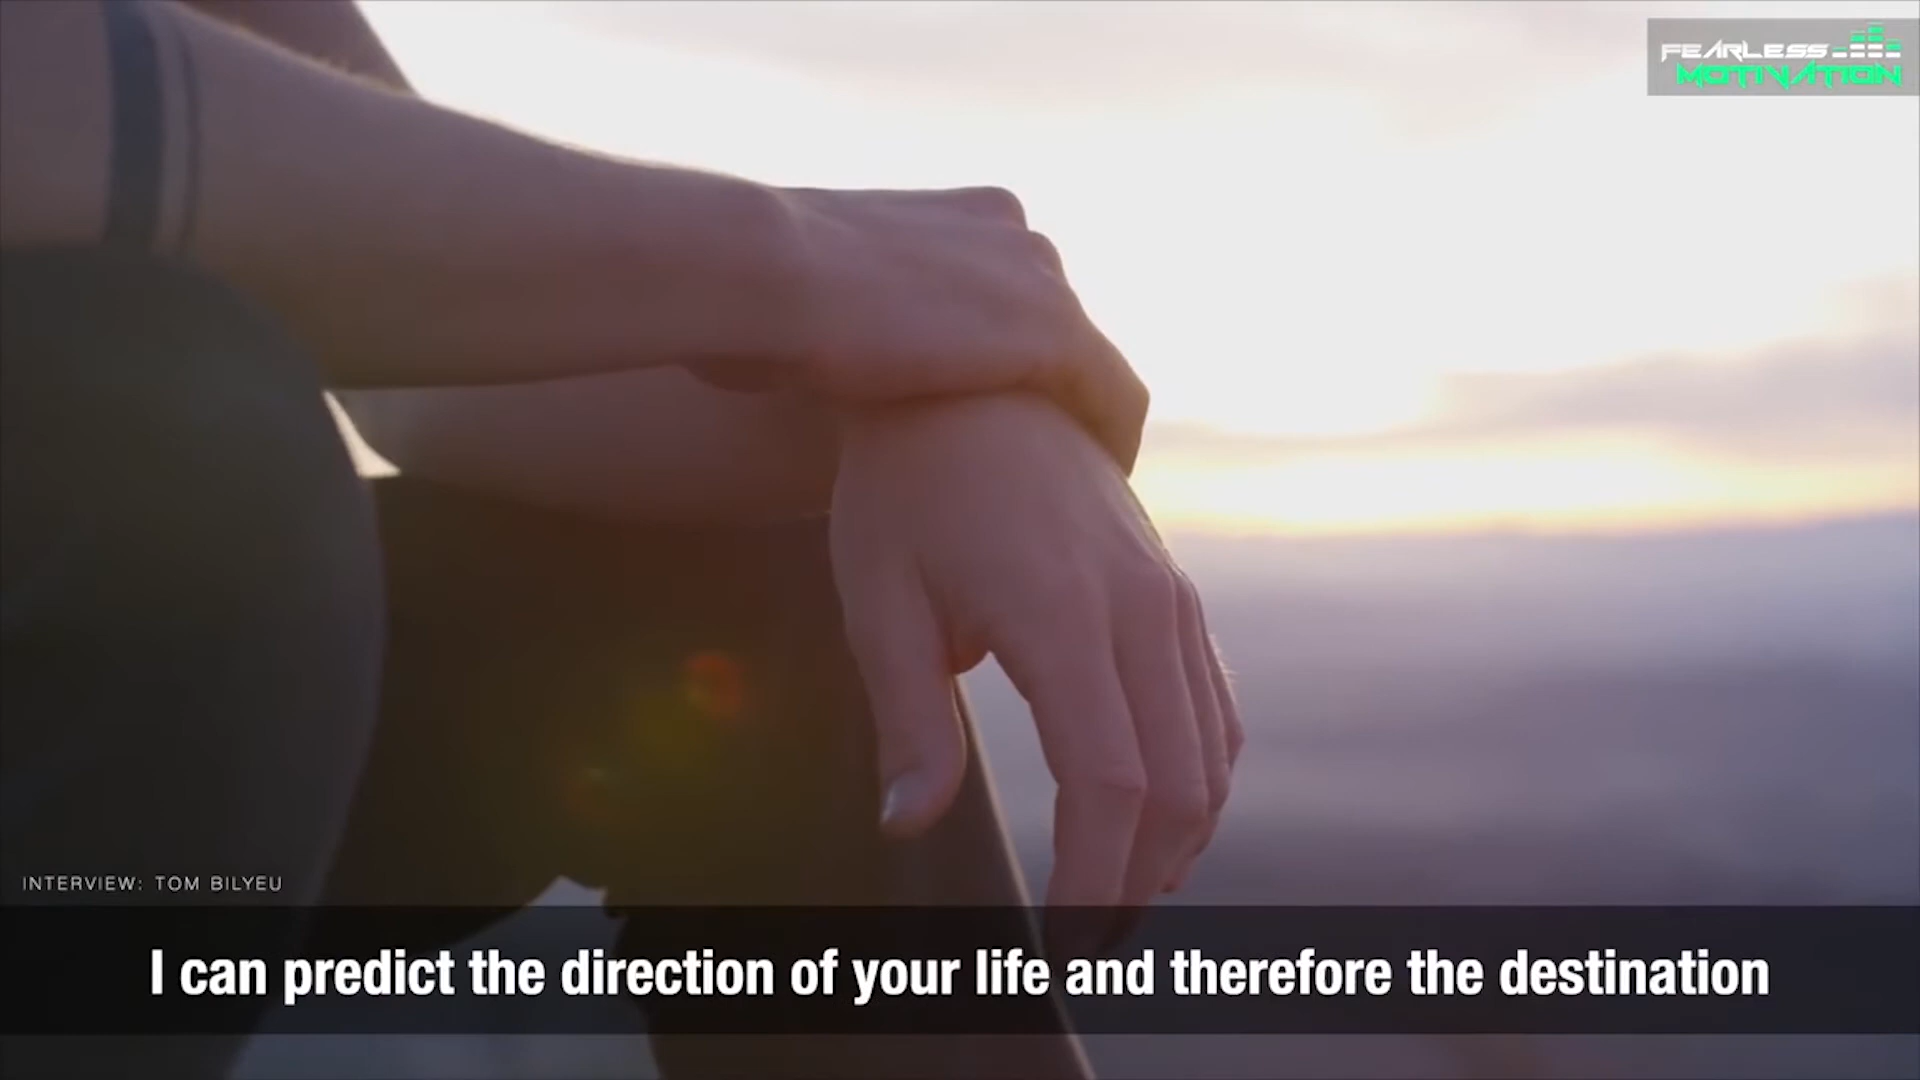 FEARLESS
MOTIVATION
INTERVIEW: TOM BILYEU
I can predict the direction of your life and therefore the destination